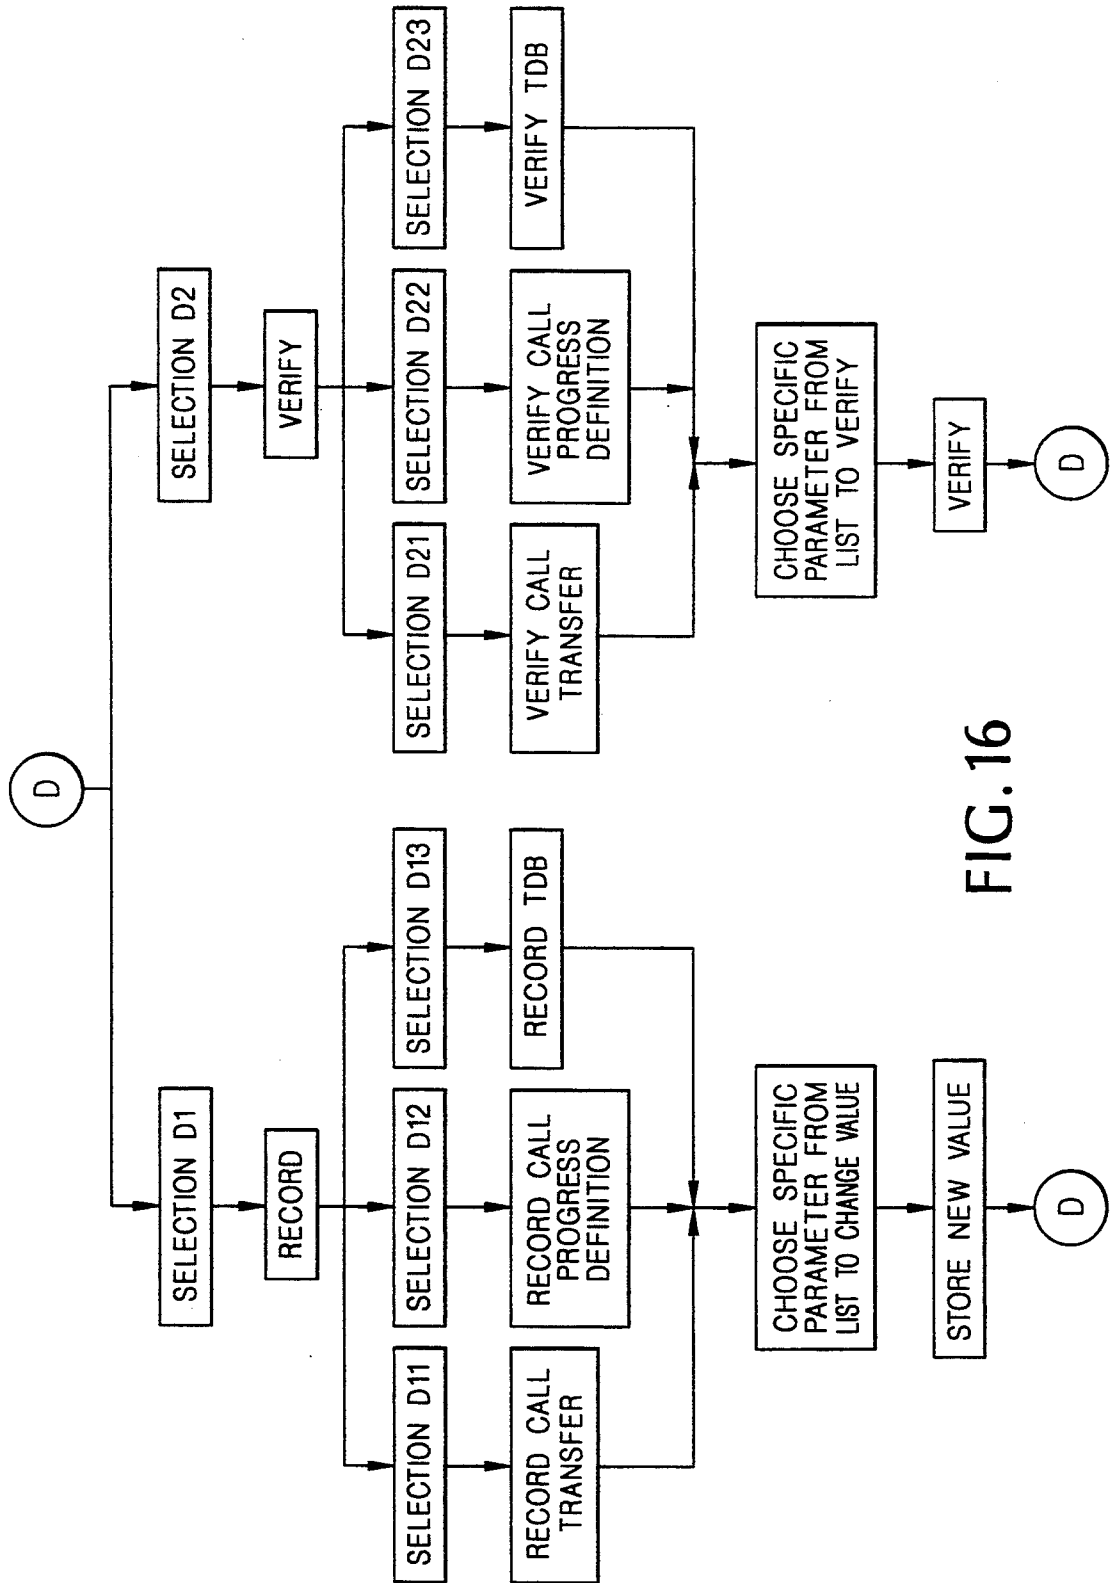 D
SELECTION D1
RECORD
SELECTION D11
RECORD CALL
TRANSFER
SELECTION D12
RECORD CALL
PROGRESS
DEFINITION
SELECTION D13
RECORD TDB
CHOOSE SPECIFIC
PARAMETER FROM
LIST TO CHANGE VALUE
STORE NEW VALUE
D
SELECTION D2
VERIFY
SELECTION D21
VERIFY CALL
TRANSFER
SELECTION D22
VERIFY CALL
PROGRESS
DEFINITION
SELECTION D23
VERIFY TDB
CHOOSE SPECIFIC
PARAMETER FROM
LIST TO VERIFY
VERIFY
D
FIG. 16